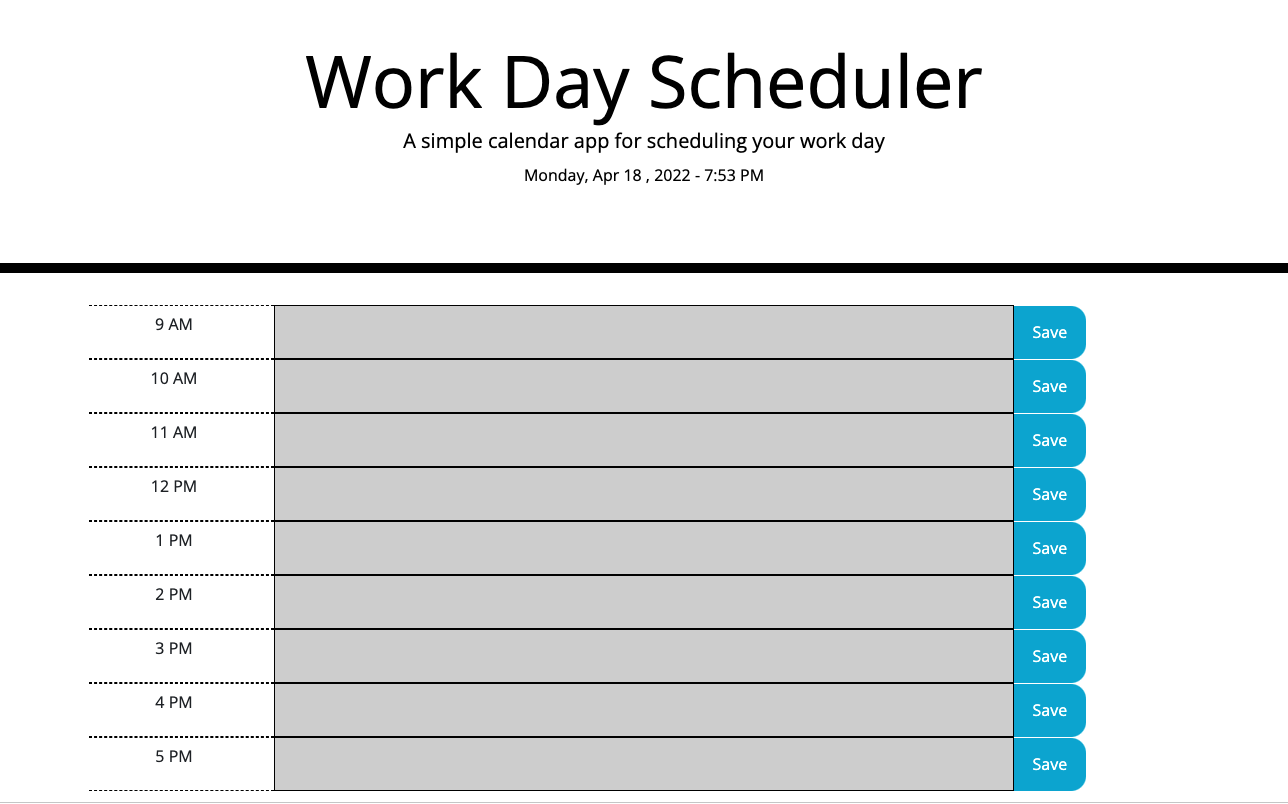 Work Day Scheduler
A simple calendar app for scheduling your work day
Monday, Apr 18 , 2022 - 7:53 PM
9 AM Save
10 AM Save
11 AM Save
12 PM Save
1 PM Save
2 PM Save
3 PM Save
4 PM Save
5 PM Save